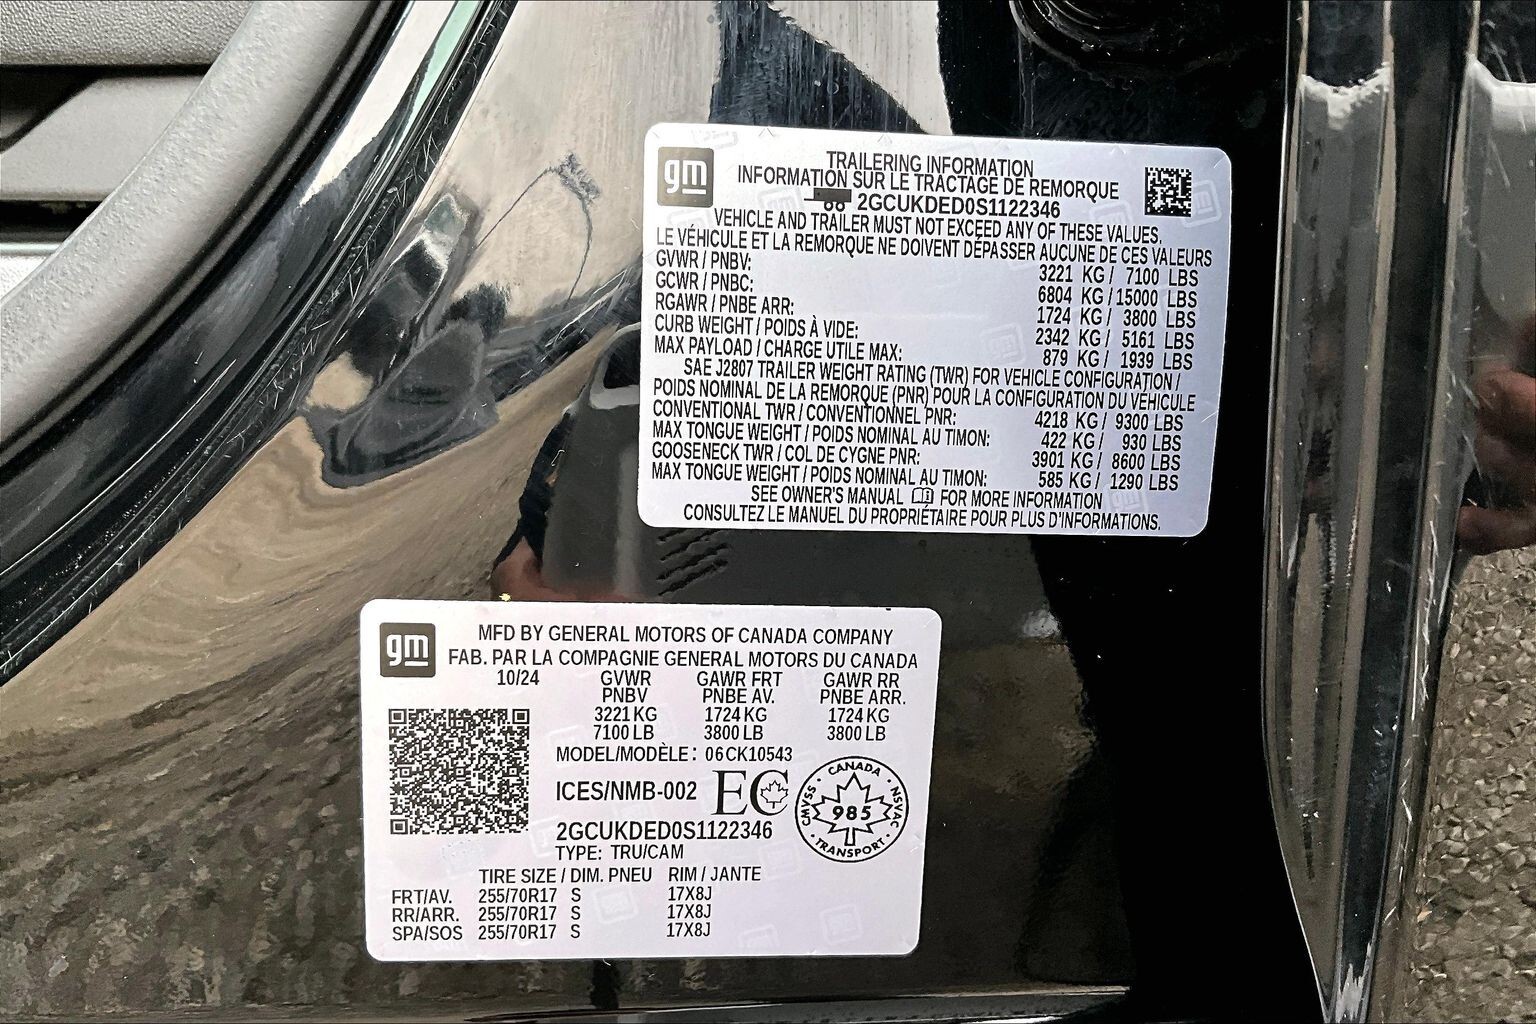 gm
TRAILERING INFORMATION
INFORMATION SUR LE TRACTAGE DE REMORQUE
2GCUKDED0S1122346
VEHICLE AND TRAILER MUST NOT EXCEED ANY OF THESE VALUES.
LE VÉHICULE ET LA REMORQUE NE DOIVENT DÉPASSER AUCUNE DE CES VALEURS
GVWR / PNBV: 3221 KG / 7100 LBS
GCWR / PNBC: 6804 KG / 15000 LBS
RGAWR / PNBE ARR: 1724 KG / 3800 LBS
CURB WEIGHT / POIDS À VIDE: 2342 KG / 5161 LBS
MAX PAYLOAD / CHARGE UTILE MAX: 879 KG / 1939 LBS
SAE J2807 TRAILER WEIGHT RATING (TWR) FOR VEHICLE CONFIGURATION /
POIDS NOMINAL DE LA REMORQUE (PNR) POUR LA CONFIGURATION DU VÉHICULE
CONVENTIONAL TWR / CONVENTIONNEL PNR: 4218 KG / 9300 LBS
MAX TONGUE WEIGHT / POIDS NOMINAL AU TIMON: 422 KG / 930 LBS
GOOSENECK TWR / COL DE CYGNE PNR: 3901 KG / 8600 LBS
MAX TONGUE WEIGHT / POIDS NOMINAL AU TIMON: 585 KG / 1290 LBS
SEE OWNER'S MANUAL FOR MORE INFORMATION
CONSULTEZ LE MANUEL DU PROPRIÉTAIRE POUR PLUS D'INFORMATIONS.
gm
MFD BY GENERAL MOTORS OF CANADA COMPANY
FAB. PAR LA COMPAGNIE GENERAL MOTORS DU CANADA
10/24 GVWR GAWR FRT GAWR RR
PNBV PNBE AV. PNBE ARR.
3221 KG 1724 KG 1724 KG
7100 LB 3800 LB 3800 LB
MODEL/MODÈLE: 06CK10543
ICES/NMB-002 EC
CANADA
CMVSS 985 NSVAC
TRANSPORT
2GCUKDED0S1122346
TYPE: TRU/CAM
TIRE SIZE / DIM. PNEU RIM / JANTE
FRT/AV. 255/70R17 S 17X8J
RR/ARR. 255/70R17 S 17X8J
SPA/SOS 255/70R17 S 17X8J